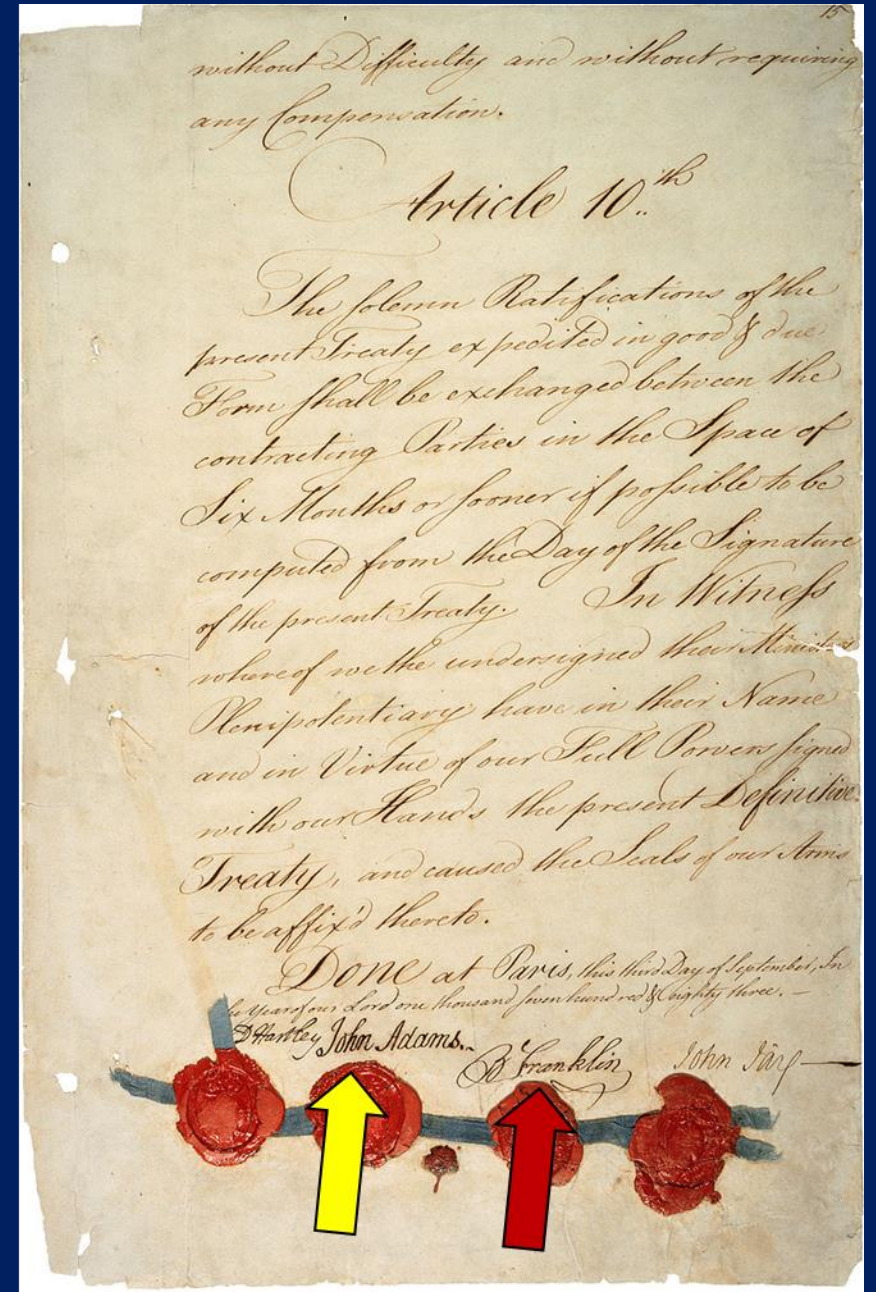 15
without Difficulty and without requiring
any Compensation.
Article 10..th
The solemn Ratifications of the
present Treaty expedited in good & due
Form shall be exchanged between the
contracting Parties in the Space of
Six Months or sooner if possible to be
computed from the Day of the Signature
of the present Treaty. In Witness
whereof we the undersigned their Ministers
Plenipotentiary have in their Name
and in Virtue of our Full Powers signed
with our Hands the present Definitive
Treaty, and caused the Seals of our Arms
to be affix'd thereto.
Done at Paris, this third Day of September, In
the Year of our Lord one thousand seven hundred & eighty three.—
D Hartley John Adams. B Franklin John Jay—